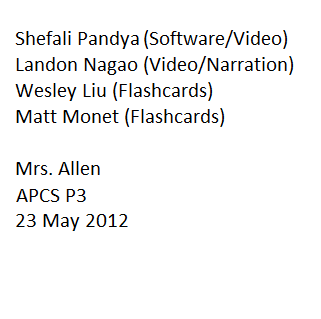 Shefali Pandya (Software/Video)
Landon Nagao (Video/Narration)
Wesley Liu (Flashcards)
Matt Monet (Flashcards)
Mrs. Allen
APCS P3
23 May 2012